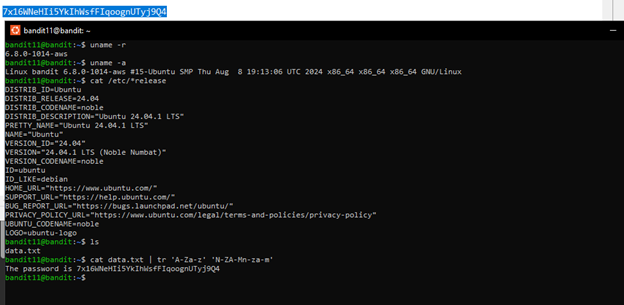 7x16WNeHIi5YkIhWsfFIqoognUTyj9Q4
bandit11@bandit: ~
bandit11@bandit:~$ uname -r
6.8.0-1014-aws
bandit11@bandit:~$ uname -a
Linux bandit 6.8.0-1014-aws #15-Ubuntu SMP Thu Aug  8 19:13:06 UTC 2024 x86_64 x86_64 x86_64 GNU/Linux
bandit11@bandit:~$ cat /etc/*release
DISTRIB_ID=Ubuntu
DISTRIB_RELEASE=24.04
DISTRIB_CODENAME=noble
DISTRIB_DESCRIPTION="Ubuntu 24.04.1 LTS"
PRETTY_NAME="Ubuntu 24.04.1 LTS"
NAME="Ubuntu"
VERSION_ID="24.04"
VERSION="24.04.1 LTS (Noble Numbat)"
VERSION_CODENAME=noble
ID=ubuntu
ID_LIKE=debian
HOME_URL="https://www.ubuntu.com/"
SUPPORT_URL="https://help.ubuntu.com/"
BUG_REPORT_URL="https://bugs.launchpad.net/ubuntu/"
PRIVACY_POLICY_URL="https://www.ubuntu.com/legal/terms-and-policies/privacy-policy"
UBUNTU_CODENAME=noble
LOGO=ubuntu-logo
bandit11@bandit:~$ ls
data.txt
bandit11@bandit:~$ cat data.txt | tr 'A-Za-z' 'N-ZA-Mn-za-m'
The password is 7x16WNeHIi5YkIhWsfFIqoognUTyj9Q4
bandit11@bandit:~$